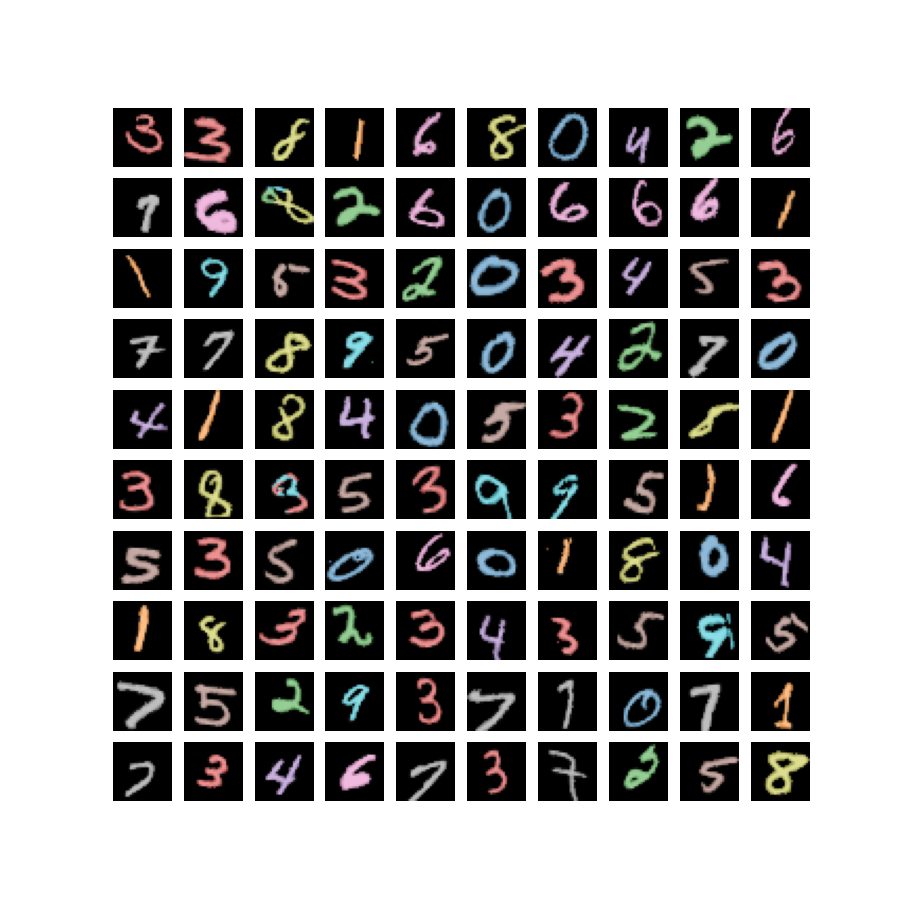 3 3 8 1 6 8 0 4 2 6
7 6 8 2 6 0 6 6 6 1
1 9 5 3 2 0 3 4 5 3
7 7 8 9 5 0 4 2 7 0
4 1 8 4 0 5 3 2 8 1
3 8 5 3 9 9 5 1 6
5 3 5 0 6 0 1 8 0 4
1 8 3 2 3 4 3 5 9 5
7 5 2 9 3 7 7 0 7 1
7 3 4 6 7 3 7 2 5 8